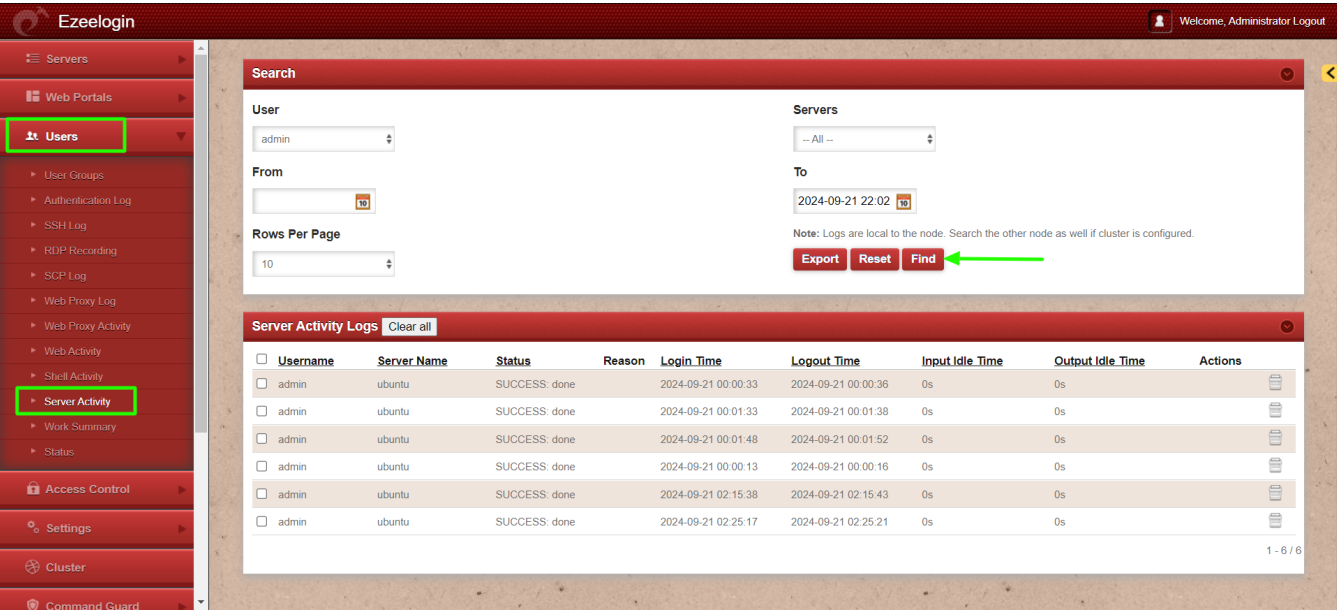 Ezeelogin
Welcome, Administrator Logout
Servers
Web Portals
Users
User Groups
Authentication Log
SSH Log
RDP Recording
SCP Log
Web Proxy Log
Web Proxy Activity
Web Activity
Shell Activity
Server Activity
Work Summary
Status
Access Control
Settings
Cluster
Command Guard
Search
User Servers
admin -- All --
From To
10 2024-09-21 22:02 10
Rows Per Page Note: Logs are local to the node. Search the other node as well if cluster is configured.
10 Export Reset Find
Server Activity Logs Clear all
Username Server Name Status Reason Login Time Logout Time Input Idle Time Output Idle Time Actions
admin ubuntu SUCCESS: done 2024-09-21 00:00:33 2024-09-21 00:00:36 0s 0s
admin ubuntu SUCCESS: done 2024-09-21 00:01:33 2024-09-21 00:01:38 0s 0s
admin ubuntu SUCCESS: done 2024-09-21 00:01:48 2024-09-21 00:01:52 0s 0s
admin ubuntu SUCCESS: done 2024-09-21 00:00:13 2024-09-21 00:00:16 0s 0s
admin ubuntu SUCCESS: done 2024-09-21 02:15:38 2024-09-21 02:15:43 0s 0s
admin ubuntu SUCCESS: done 2024-09-21 02:25:17 2024-09-21 02:25:21 0s 0s
1 - 6 / 6